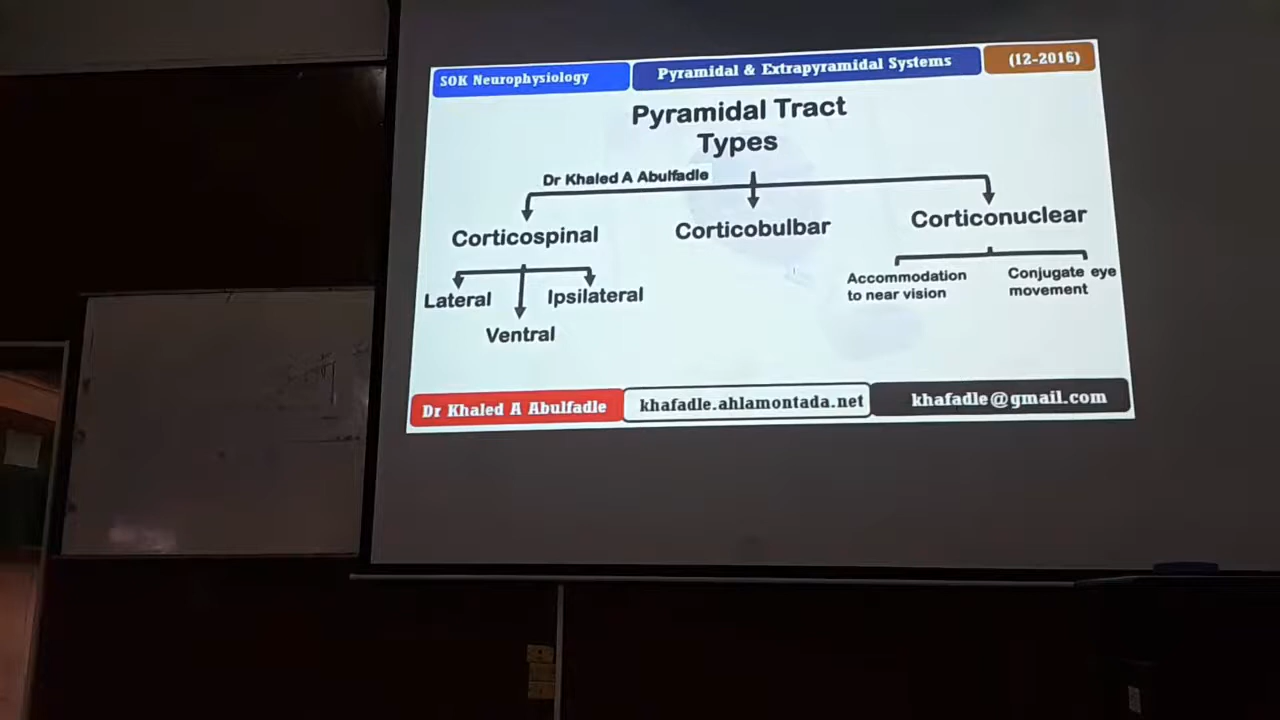 SOK Neurophysiology
Pyramidal & Extrapyramidal Systems
(12-2016)
Pyramidal Tract
Types
Dr Khaled A Abulfadle
Corticospinal
Corticobulbar
Corticonuclear
Lateral
Ipsilateral
Ventral
Accommodation
to near vision
Conjugate eye
movement
Dr Khaled A Abulfadle
khafadle.ahlamontada.net
khafadle@gmail.com